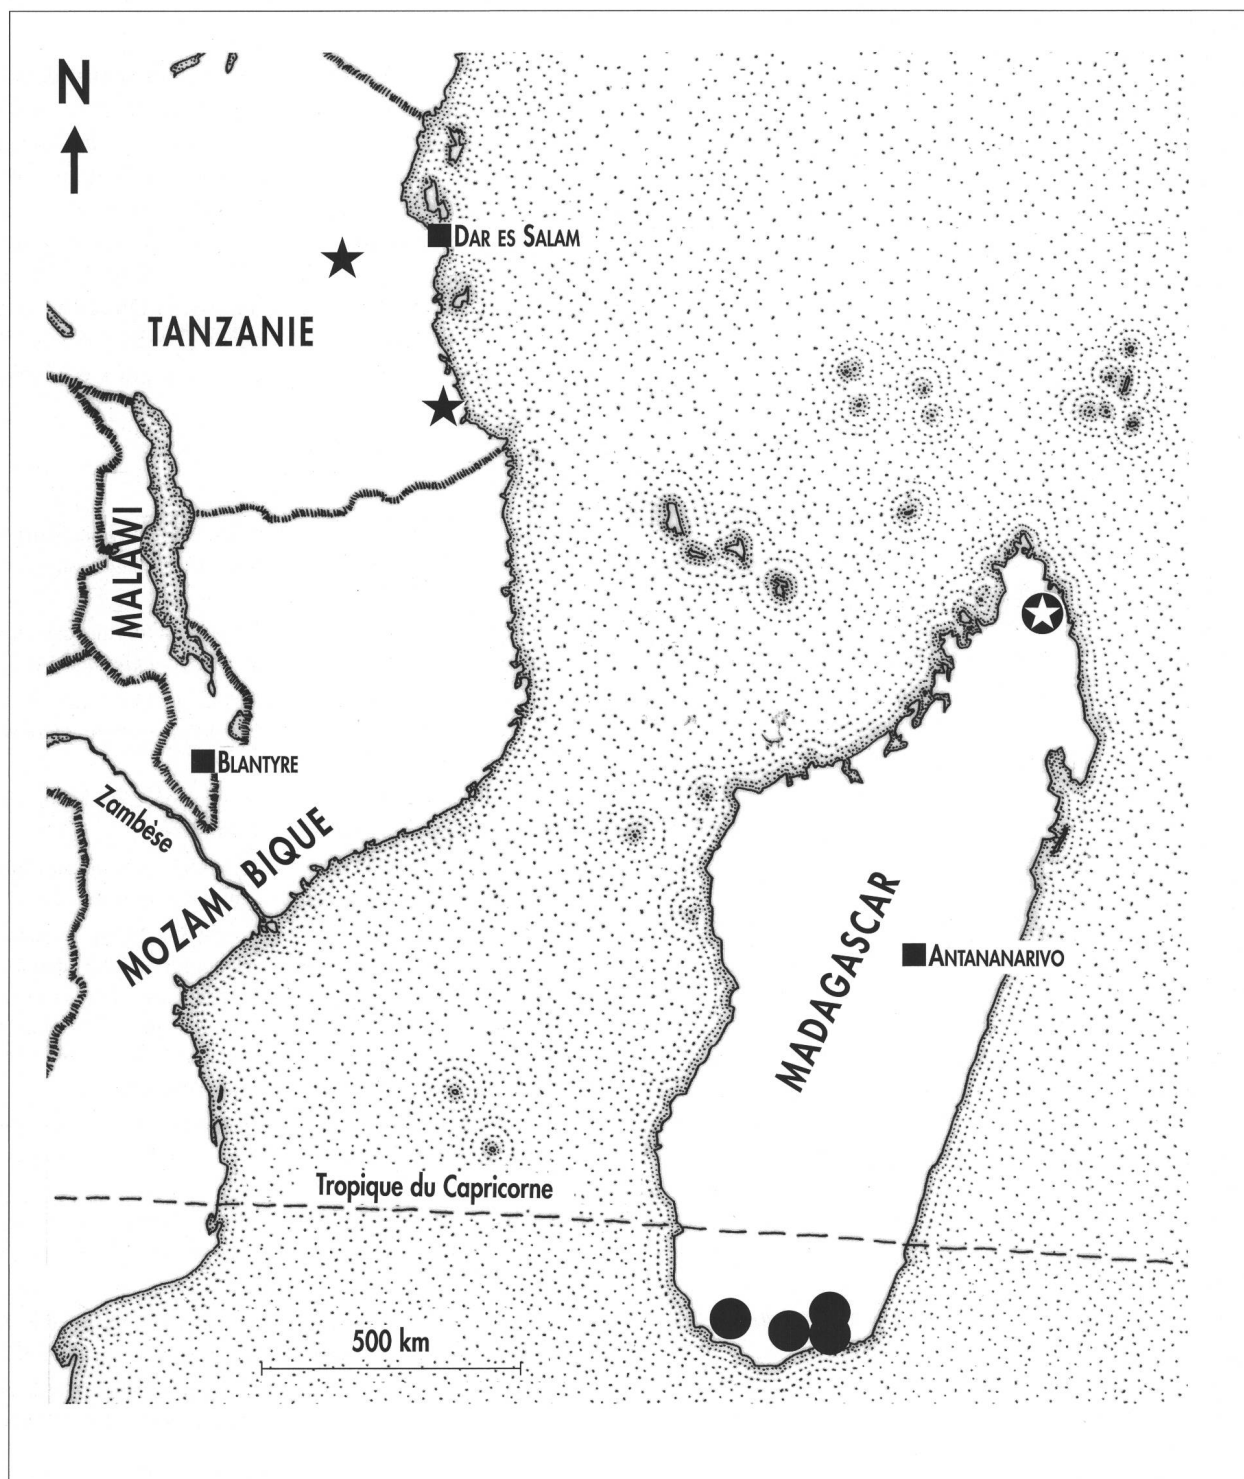 N
DAR ES SALAM
TANZANIE
MALAWI
BLANTYRE
Zambèse
MOZAM BIQUE
MADAGASCAR
ANTANANARIVO
Tropique du Capricorne
500 km